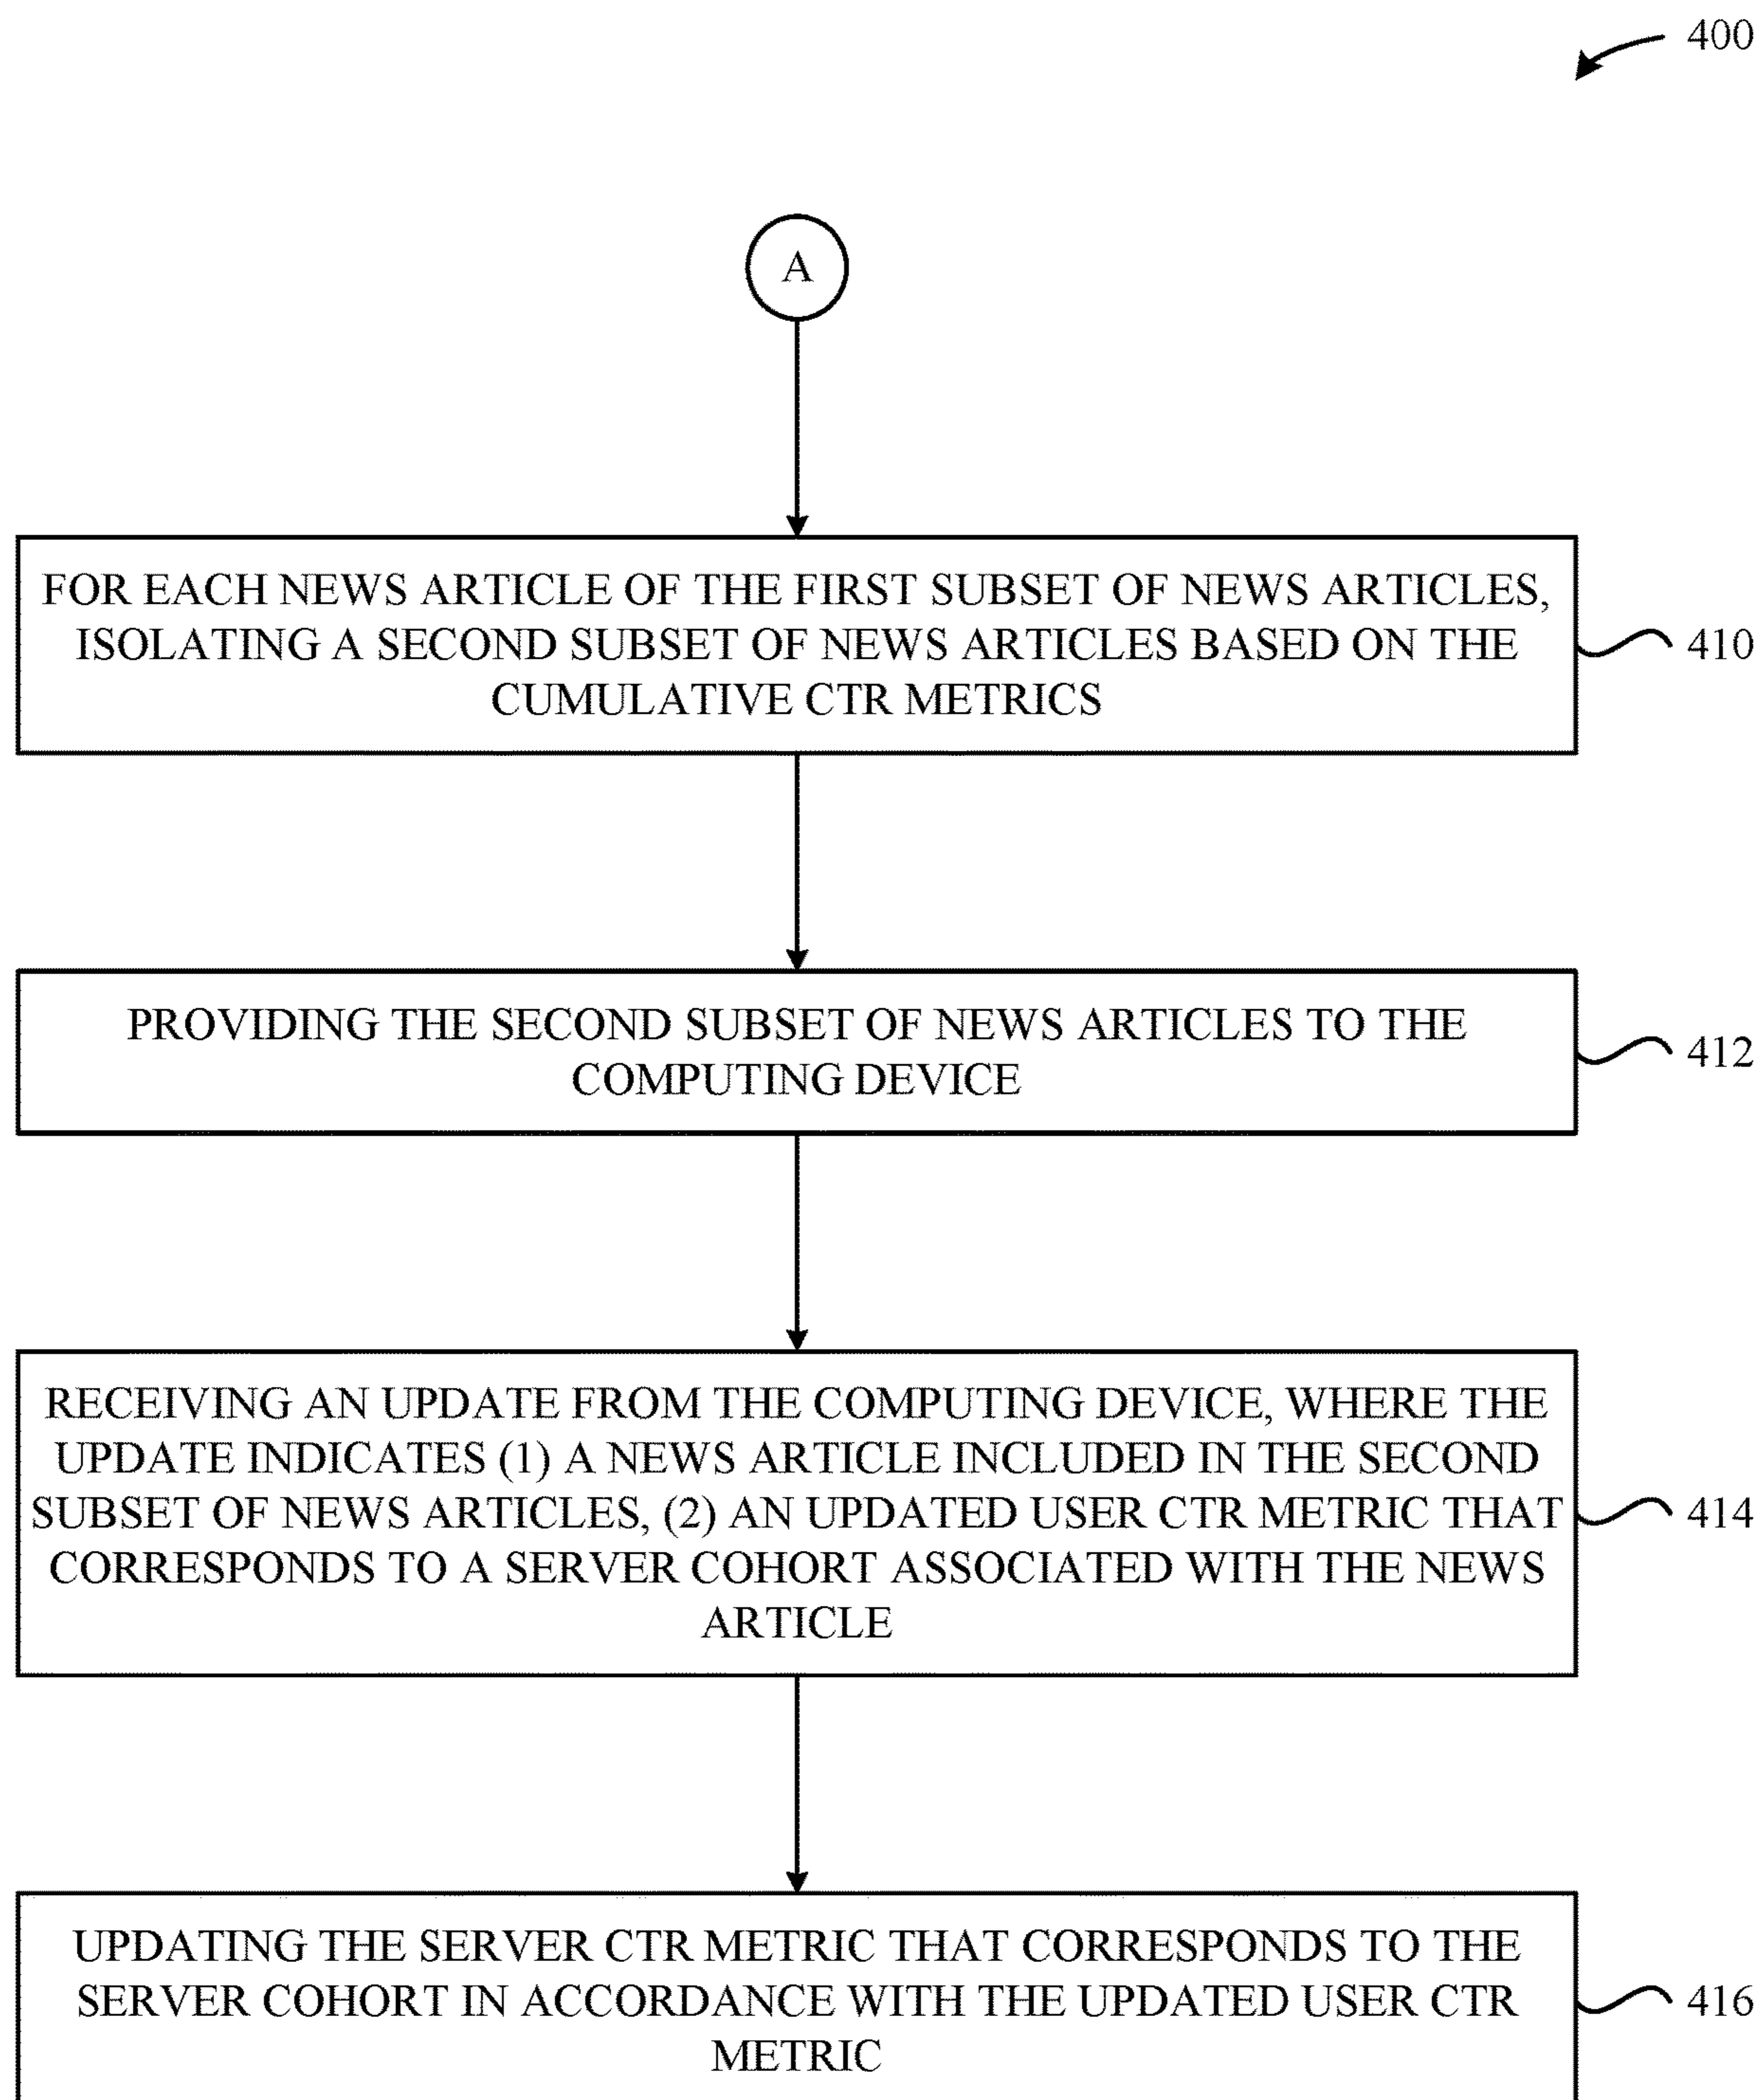 400
A
FOR EACH NEWS ARTICLE OF THE FIRST SUBSET OF NEWS ARTICLES,
ISOLATING A SECOND SUBSET OF NEWS ARTICLES BASED ON THE
CUMULATIVE CTR METRICS
410
PROVIDING THE SECOND SUBSET OF NEWS ARTICLES TO THE
COMPUTING DEVICE
412
RECEIVING AN UPDATE FROM THE COMPUTING DEVICE, WHERE THE
UPDATE INDICATES (1) A NEWS ARTICLE INCLUDED IN THE SECOND
SUBSET OF NEWS ARTICLES, (2) AN UPDATED USER CTR METRIC THAT
CORRESPONDS TO A SERVER COHORT ASSOCIATED WITH THE NEWS
ARTICLE
414
UPDATING THE SERVER CTR METRIC THAT CORRESPONDS TO THE
SERVER COHORT IN ACCORDANCE WITH THE UPDATED USER CTR
METRIC
416